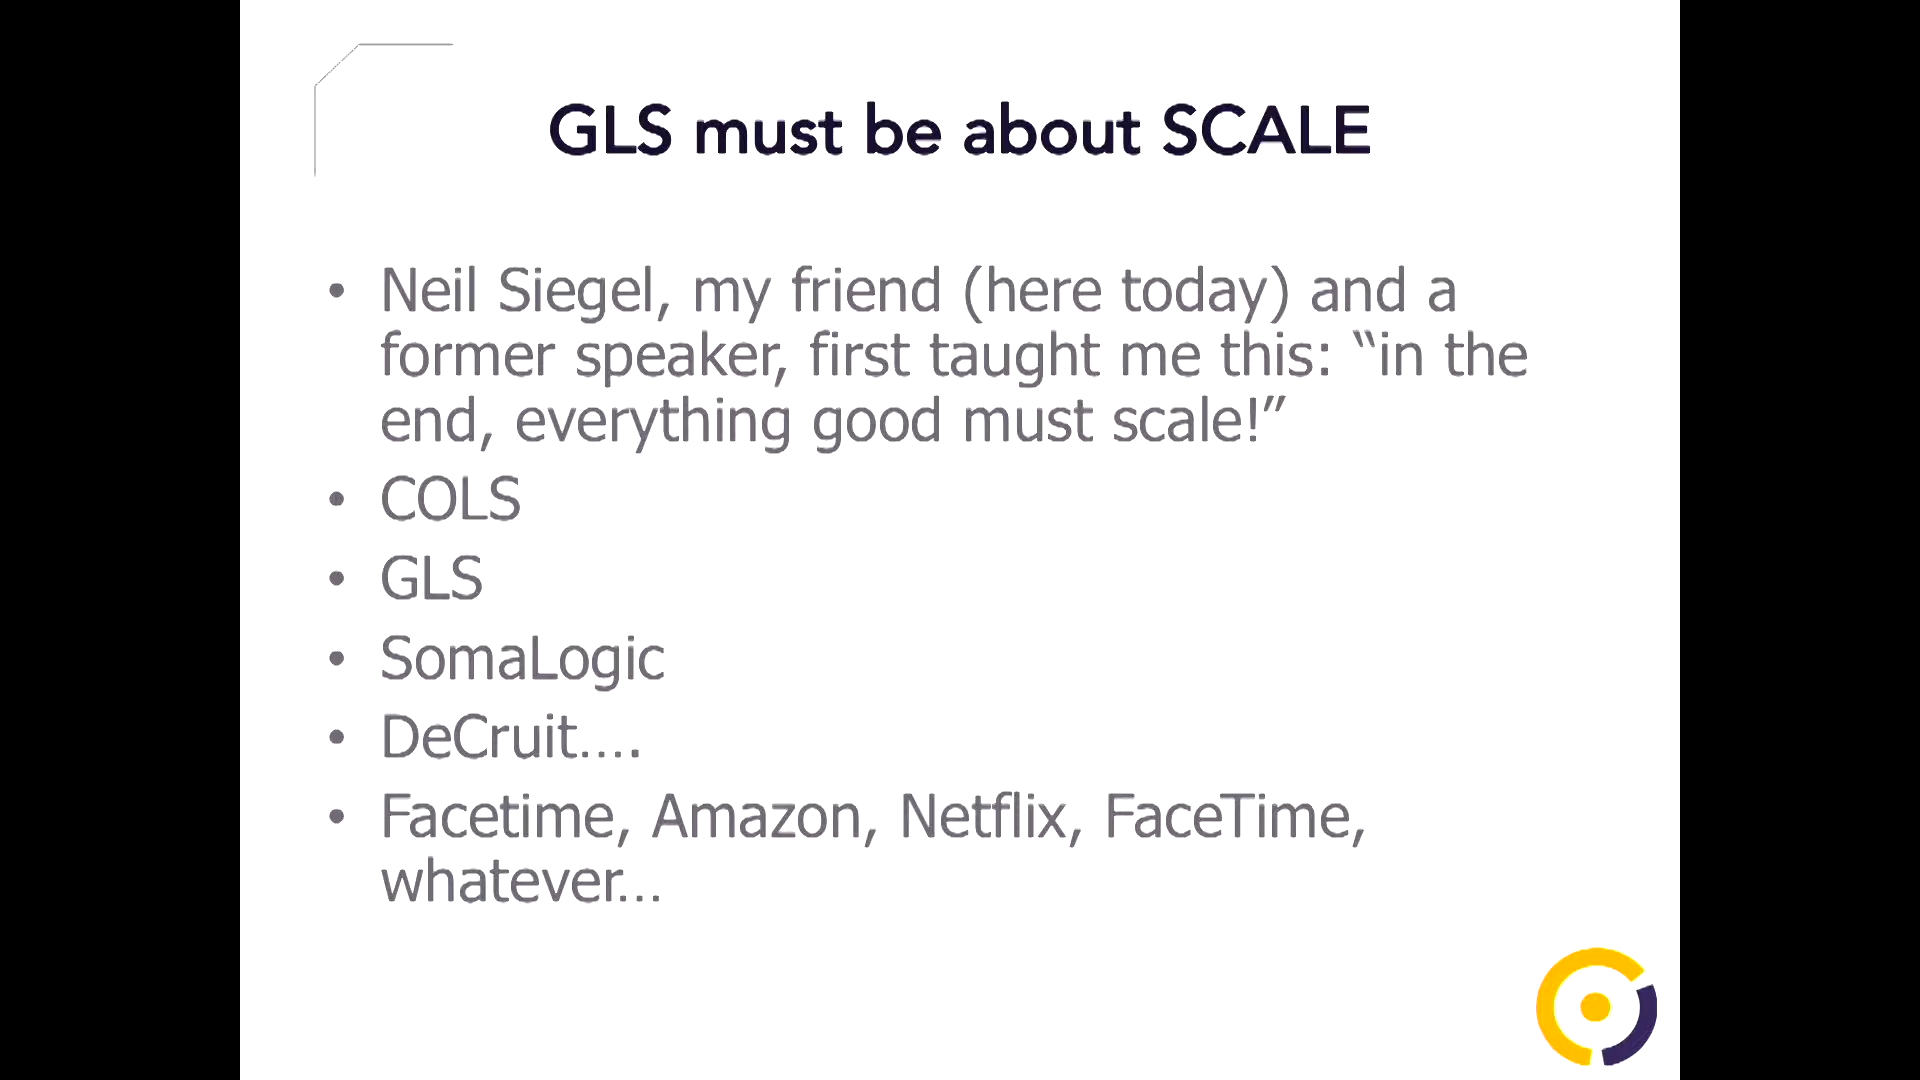 GLS must be about SCALE
• Neil Siegel, my friend (here today) and a
former speaker, first taught me this: “in the
end, everything good must scale!”
• COLS
• GLS
• SomaLogic
• DeCruit….
• Facetime, Amazon, Netflix, FaceTime,
whatever…